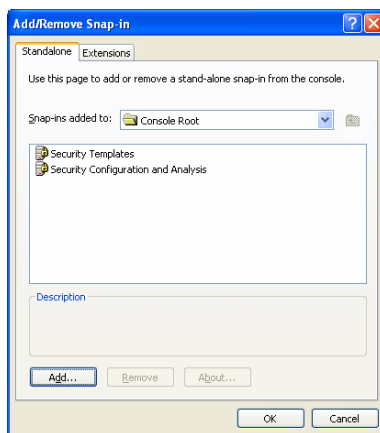 Add/Remove Snap-in
Standalone Extensions
Use this page to add or remove a stand-alone snap-in from the console.
Snap-ins added to: Console Root
Security Templates
Security Configuration and Analysis
Description
Add... Remove About...
OK Cancel